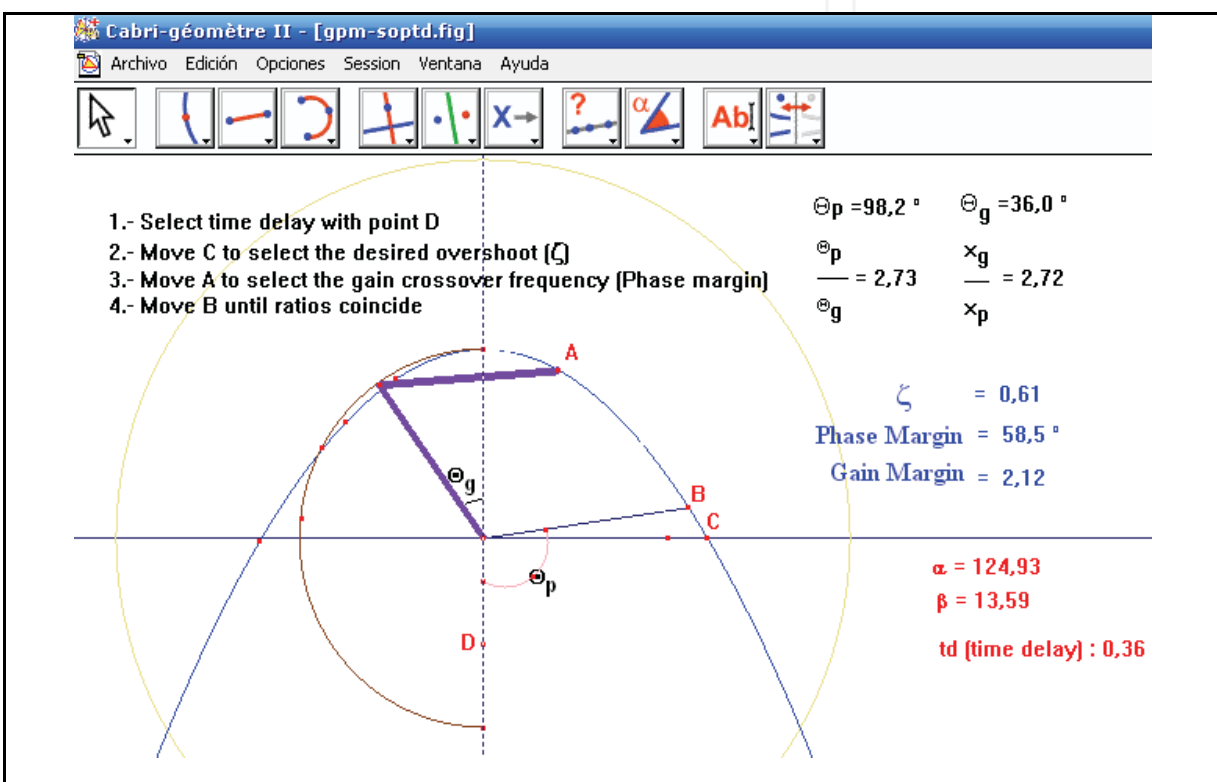 Cabri-géomètre II - [gpm-soptd.fig]
Archivo Edición Opciones Session Ventana Ayuda
X ? α Ab
1.- Select time delay with point D
2.- Move C to select the desired overshoot (ζ)
3.- Move A to select the gain crossover frequency (Phase margin)
4.- Move B until ratios coincide
Θp =98,2 °
Θg =36,0 °
Θp / Θg = 2,73
xg / xp = 2,72
ζ = 0,61
Phase Margin = 58,5 °
Gain Margin = 2,12
A
Θg
B
C
Θp
D
α = 124,93
β = 13,59
td (time delay) : 0,36